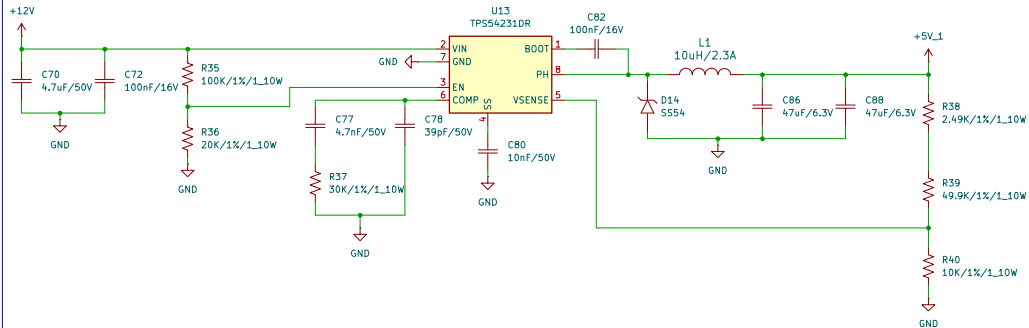 +12V
U13
TPS54231DR
C82
100nF/16V
+5V_1
L1
10uH/2.3A
2 VIN
BOOT 1
GND
7 GND
PH 8
R35
100K/1%/1_10W
C70
4.7uF/50V
C72
100nF/16V
3 EN
6 COMP
SS
4
VSENSE 5
D14
SS54
C86
47uF/6.3V
C88
47uF/6.3V
R38
2.49K/1%/1_10W
C77
4.7nF/50V
C78
39pF/50V
R36
20K/1%/1_10W
GND
C80
10nF/50V
GND
GND
R37
30K/1%/1_10W
GND
R39
49.9K/1%/1_10W
GND
R40
10K/1%/1_10W
GND